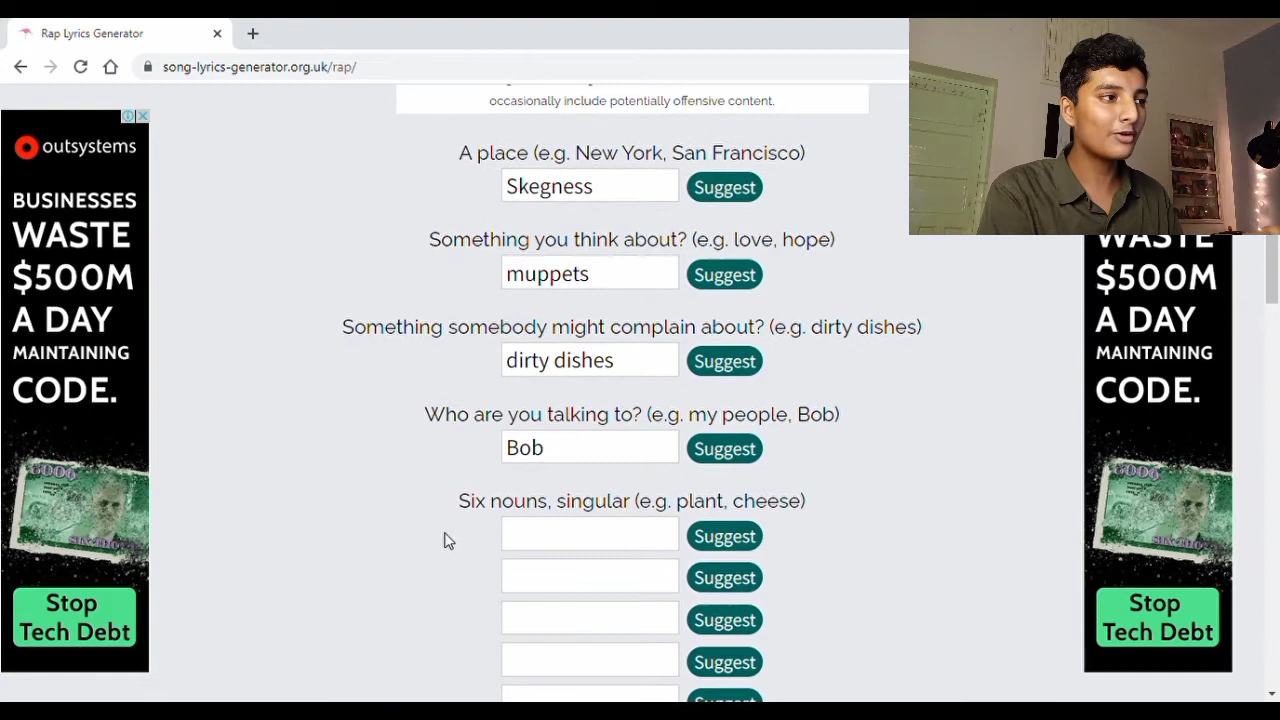 Rap Lyrics Generator
song-lyrics-generator.org.uk/rap/
occasionally include potentially offensive content.
outsystems
BUSINESSES
WASTE
$500M
A DAY
MAINTAINING
CODE.
Stop
Tech Debt
A place (e.g. New York, San Francisco)
Skegness
Suggest
Something you think about? (e.g. love, hope)
muppets
Suggest
Something somebody might complain about? (e.g. dirty dishes)
dirty dishes
Suggest
Who are you talking to? (e.g. my people, Bob)
Bob
Suggest
Six nouns, singular (e.g. plant, cheese)
Suggest
Suggest
Suggest
Suggest
Suggest
WASTE
$500M
A DAY
MAINTAINING
CODE.
Stop
Tech Debt